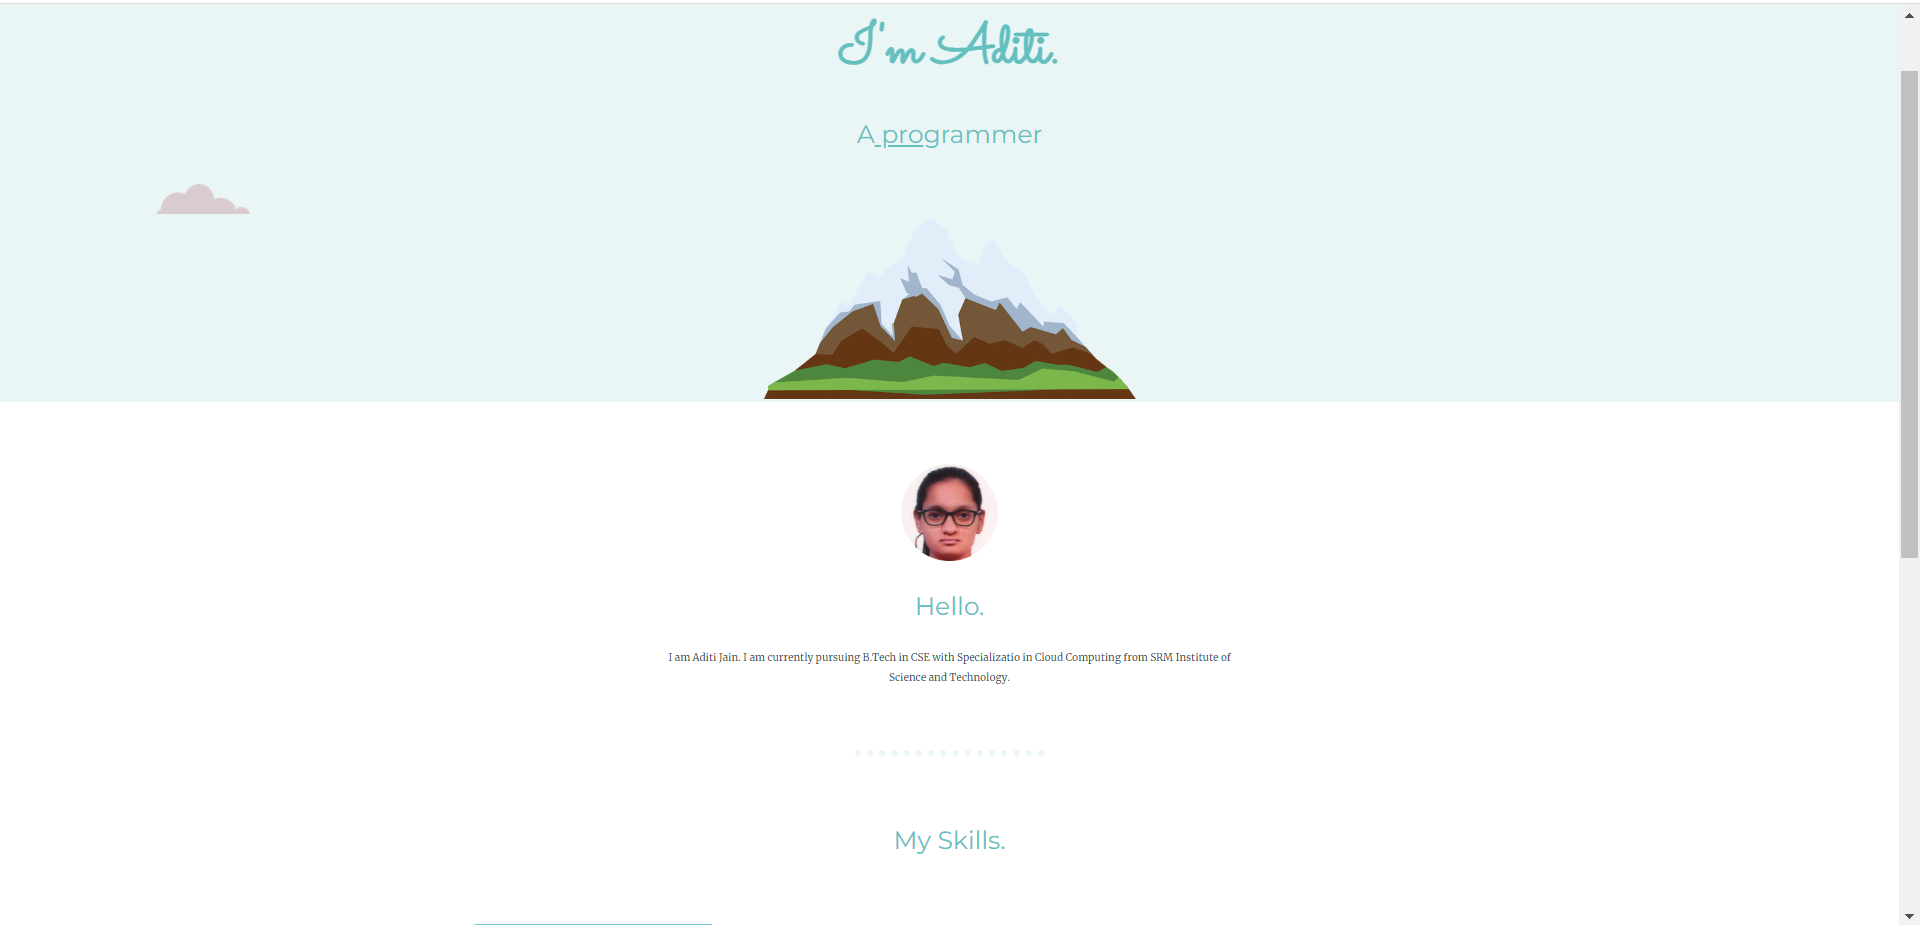 I'm Aditi.
A programmer
Hello.
I am Aditi Jain. I am currently pursuing B.Tech in CSE with Specializatio in Cloud Computing from SRM Institute of
Science and Technology.
My Skills.